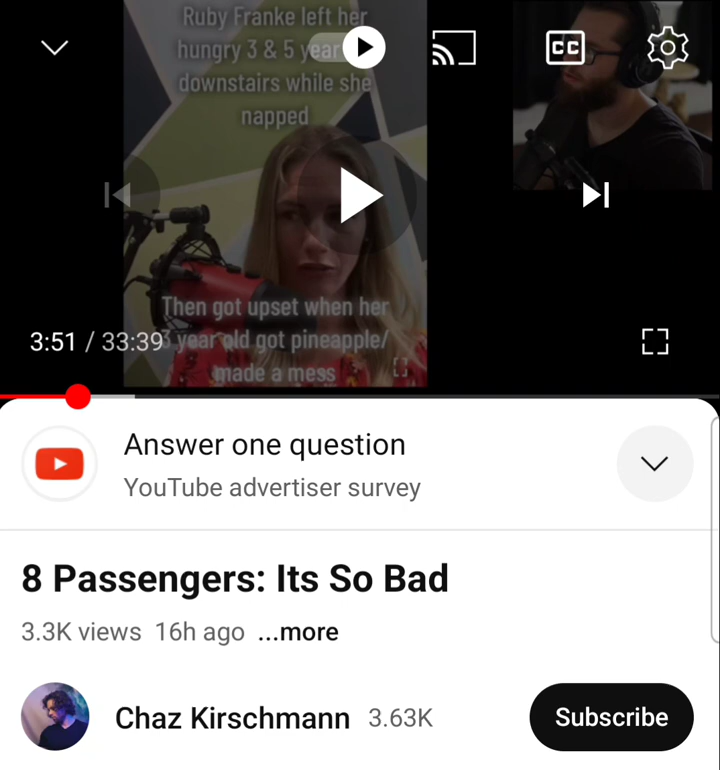 Ruby Franke left her
hungry 3 & 5 year
downstairs while she
napped
CC
Then got upset when her
3:51 / 33:39
3 year old got pineapple/
made a mess
Answer one question
YouTube advertiser survey
8 Passengers: Its So Bad
3.3K views 16h ago ...more
Chaz Kirschmann 3.63K
Subscribe